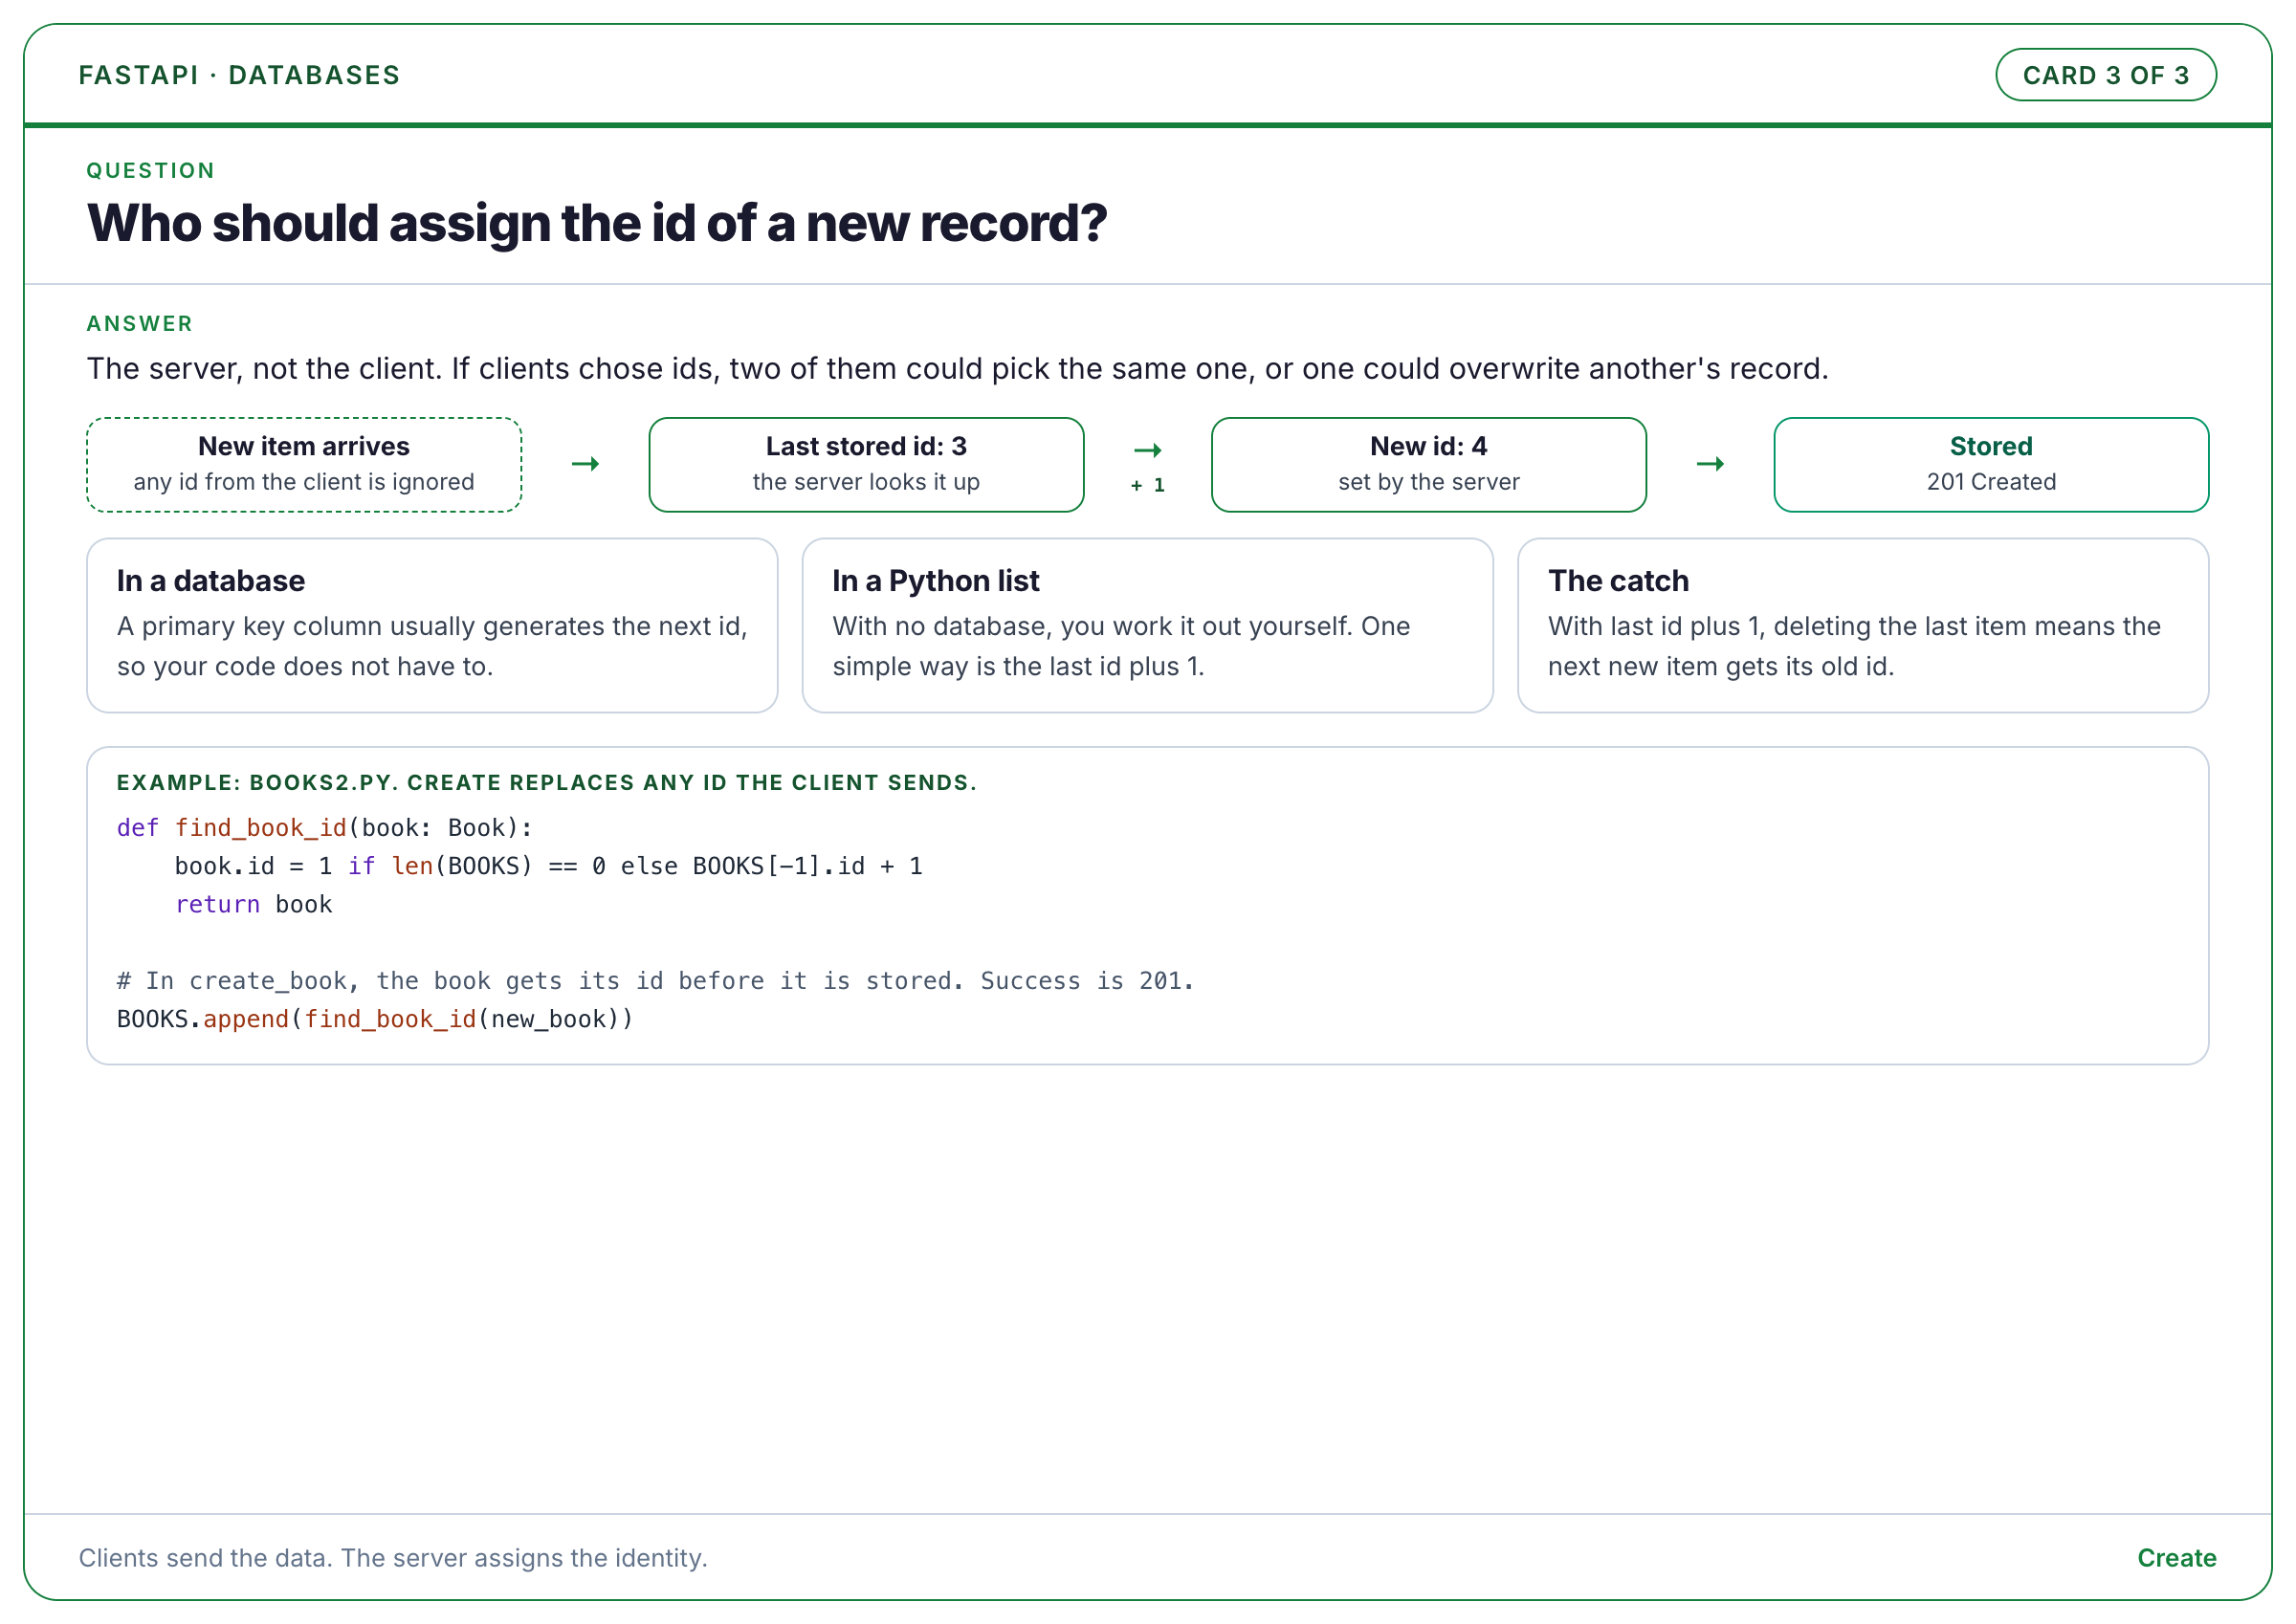 FASTAPI · DATABASES
CARD 3 OF 3
QUESTION
Who should assign the id of a new record?
ANSWER
The server, not the client. If clients chose ids, two of them could pick the same one, or one could overwrite another's record.
New item arrives
any id from the client is ignored
→
Last stored id: 3
the server looks it up
→
+ 1
New id: 4
set by the server
→
Stored
201 Created
In a database
A primary key column usually generates the next id,
so your code does not have to.
In a Python list
With no database, you work it out yourself. One
simple way is the last id plus 1.
The catch
With last id plus 1, deleting the last item means the
next new item gets its old id.
EXAMPLE: BOOKS2.PY. CREATE REPLACES ANY ID THE CLIENT SENDS.
def find_book_id(book: Book):
    book.id = 1 if len(BOOKS) == 0 else BOOKS[-1].id + 1
    return book
# In create_book, the book gets its id before it is stored. Success is 201.
BOOKS.append(find_book_id(new_book))
Clients send the data. The server assigns the identity.
Create